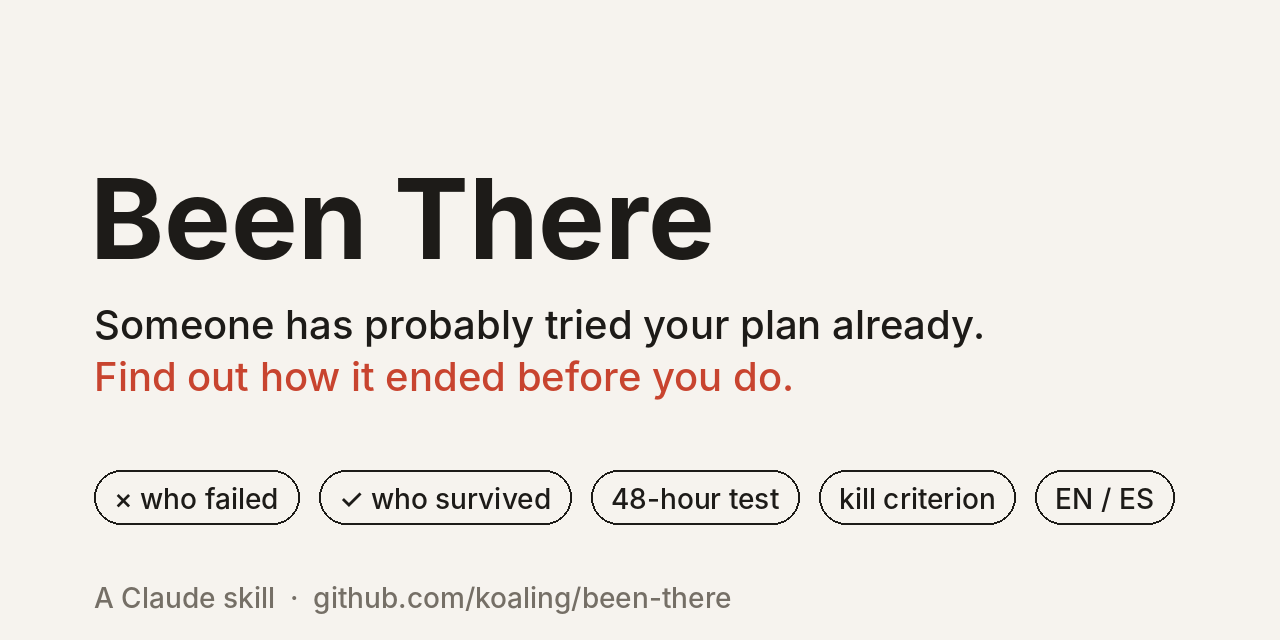 Been There
Someone has probably tried your plan already.
Find out how it ended before you do.
× who failed ✓ who survived 48-hour test kill criterion EN / ES
A Claude skill · github.com/koaling/been-there